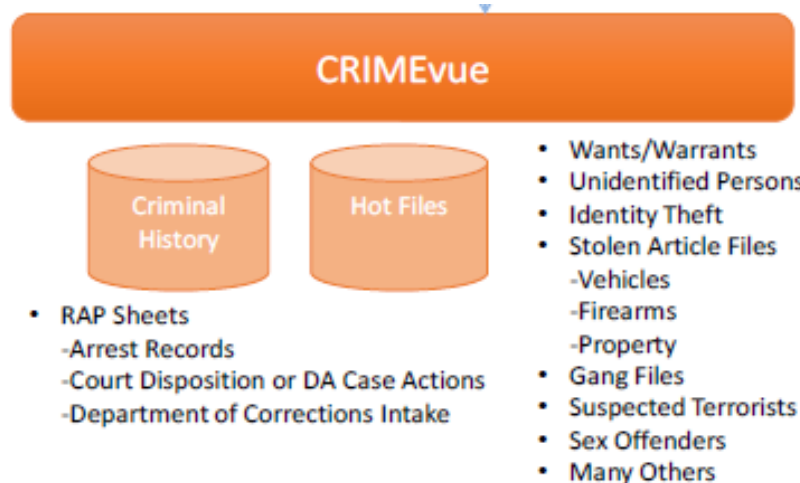 CRIMEvue
Criminal
History
Hot Files
• RAP Sheets
-Arrest Records
-Court Disposition or DA Case Actions
-Department of Corrections Intake
• Wants/Warrants
• Unidentified Persons
• Identity Theft
• Stolen Article Files
-Vehicles
-Firearms
-Property
• Gang Files
• Suspected Terrorists
• Sex Offenders
• Many Others